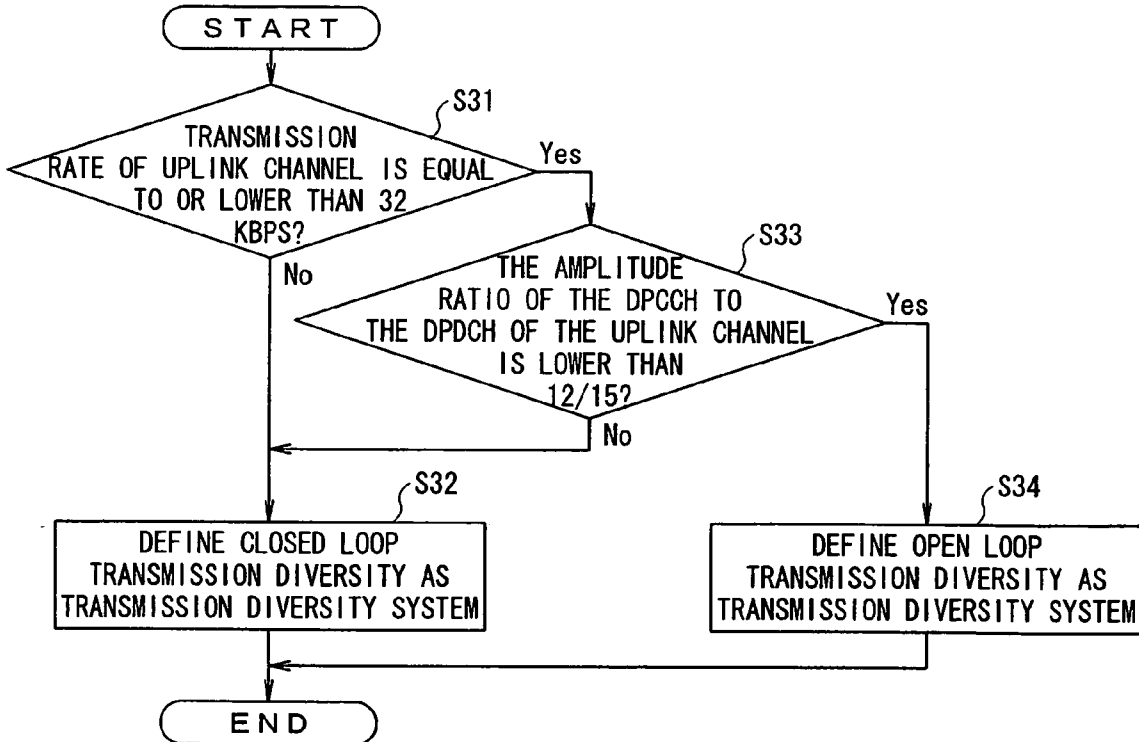 START
S31
TRANSMISSION
RATE OF UPLINK CHANNEL IS EQUAL
TO OR LOWER THAN 32
KBPS?
Yes
No
S33
THE AMPLITUDE
RATIO OF THE DPCCH TO
THE DPDCH OF THE UPLINK CHANNEL
IS LOWER THAN
12/15?
Yes
No
S32
DEFINE CLOSED LOOP
TRANSMISSION DIVERSITY AS
TRANSMISSION DIVERSITY SYSTEM
S34
DEFINE OPEN LOOP
TRANSMISSION DIVERSITY AS
TRANSMISSION DIVERSITY SYSTEM
END